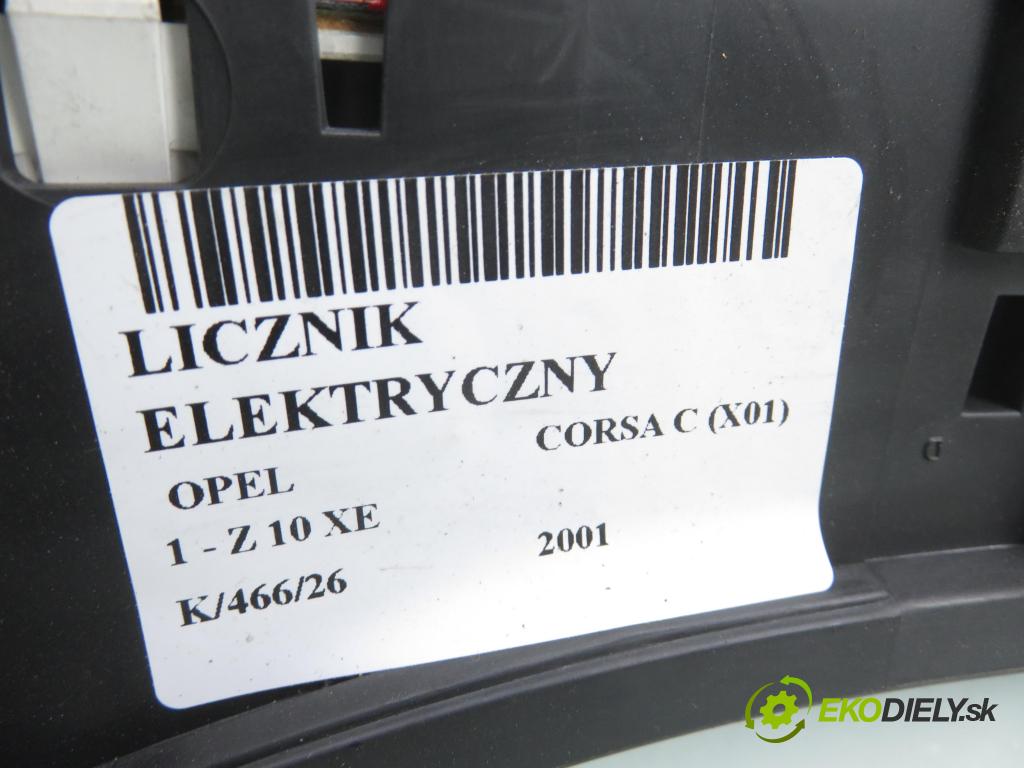 LICZNIK
ELEKTRYCZNY
OPEL CORSA C (X01)
1 - Z 10 XE 2001
K/466/26
EKODIELY.sk